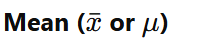 Mean (x̄ or μ)